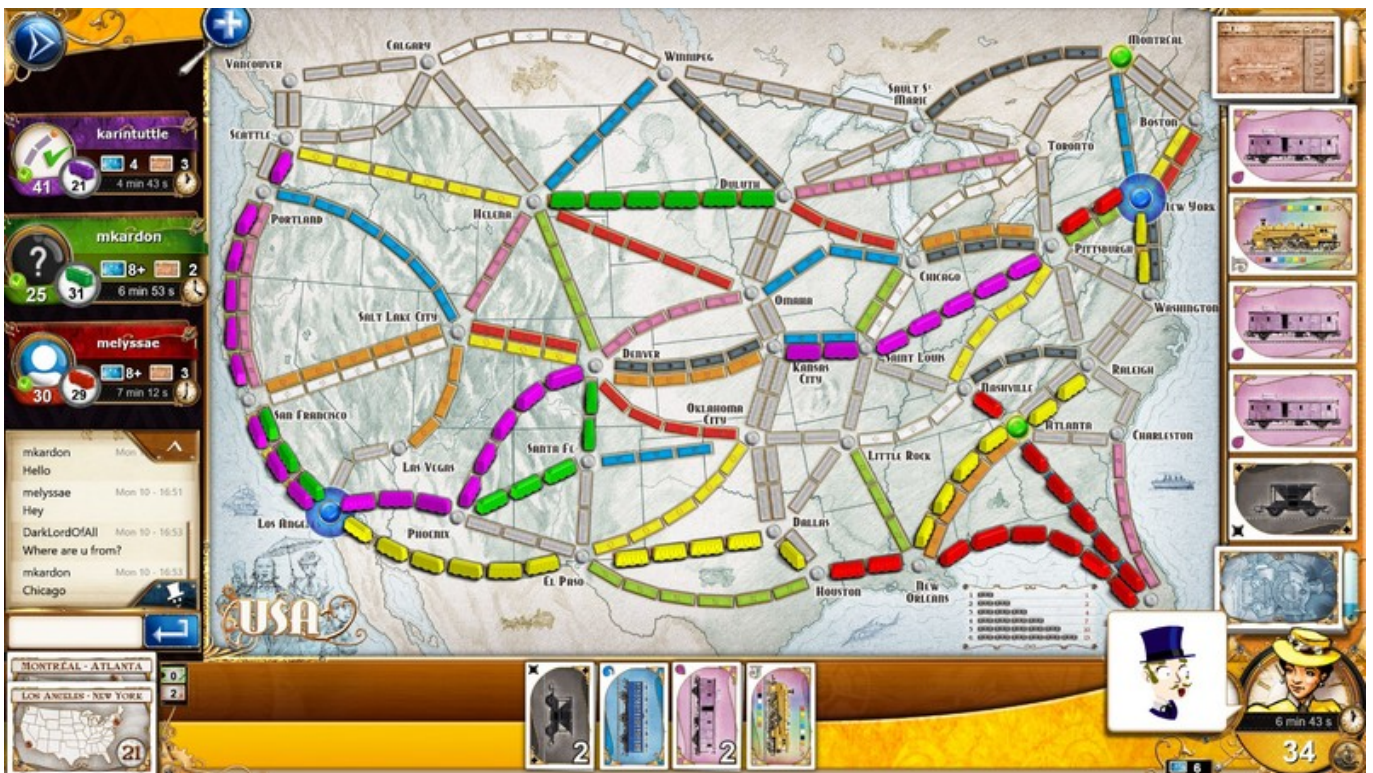 karintuttle
4 3
41 21 4 min 43 s
mkardon
8+ 2
25 31 6 min 53 s
melyssae
8+ 3
30 29 7 min 12 s
mkardon Mon
Hello
melyssae Mon 10 - 16:51
Hey
DarkLordOfAll Mon 10 - 16:53
Where are u from?
mkardon Mon 10 - 16:53
Chicago
MONTRÉAL - ATLANTA
LOS ANGELES - NEW YORK
21
0
2
VANCOUVER
CALGARY
WINNIPEG
SAULT ST MARIE
MONTRÉAL
SEATTLE
BOSTON
TORONTO
PORTLAND
HELENA
DULUTH
NEW YORK
PITTSBURGH
CHICAGO
OMAHA
SALT LAKE CITY
WASHINGTON
DENVER
KANSAS CITY
SAINT LOUIS
RALEIGH
NASHVILLE
SAN FRANCISCO
OKLAHOMA CITY
ATLANTA
CHARLESTON
LAS VEGAS
SANTA FE
LITTLE ROCK
LOS ANGEL
PHOENIX
DALLAS
EL PASO
HOUSTON
NEW ORLEANS
USA
2
2
6 min 43 s
34
6